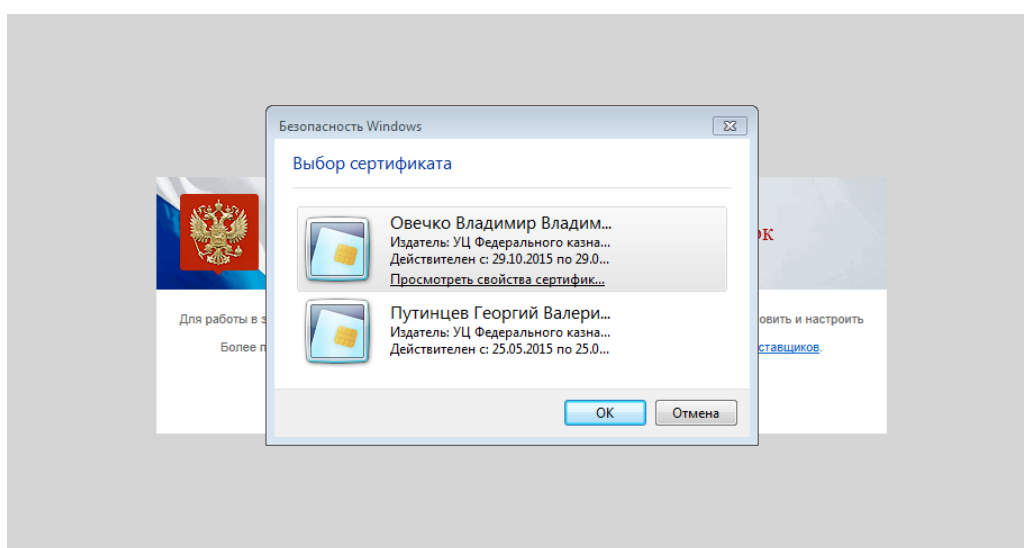 Безопасность Windows
Выбор сертификата
Овечко Владимир Владим...
Издатель: УЦ Федерального казна...
Действителен с: 29.10.2015 по 29.0...
Просмотреть свойства сертифик...
ок
Путинцев Георгий Валери...
Издатель: УЦ Федерального казна...
Действителен с: 25.05.2015 по 25.0...
Для работы в з
овить и настроить
Более п
ставщиков.
OK
Отмена